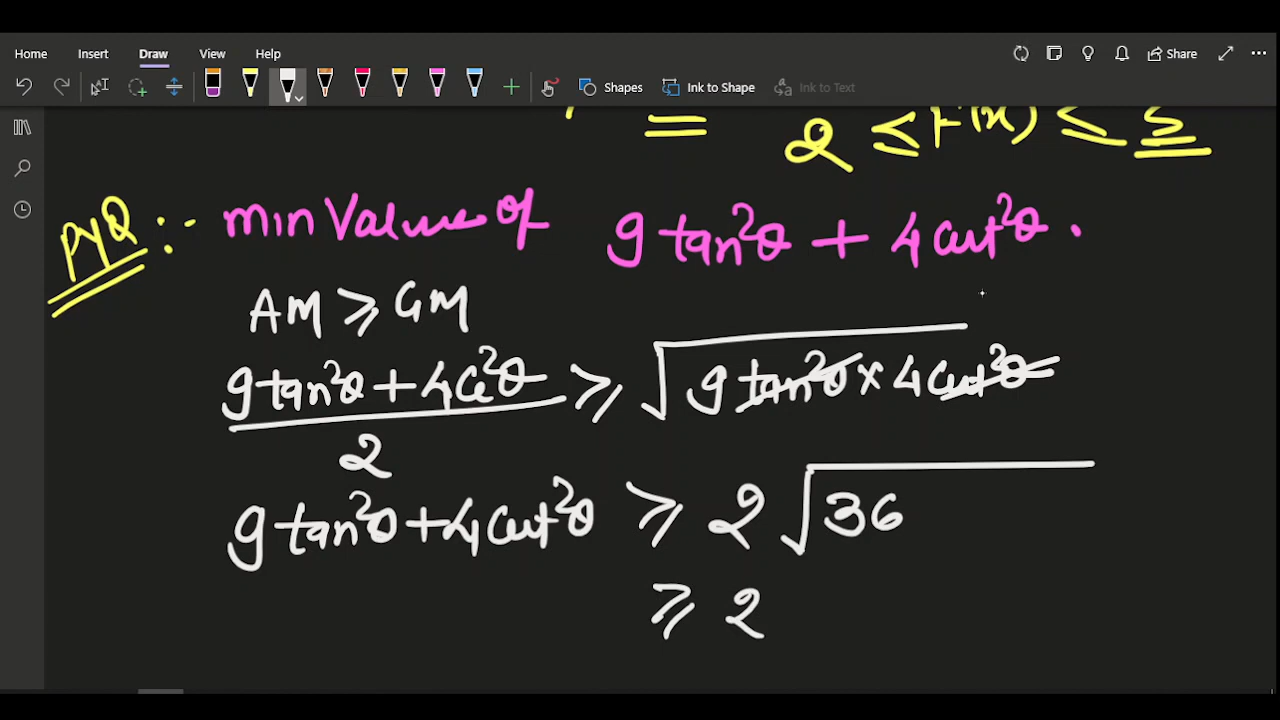 Home Insert Draw View Help Share
Shapes Ink to Shape Ink to Text
2 ≤ F(x) ≤ 5
PYQ :- min Values of 9 tan²θ + 4 cot²θ .
AM ≥ GM
9 tan²θ + 4 Co²θ ≥ √9 tan²θ × 4 cot²θ
2
9 tan²θ + 4 cot²θ ≥ 2 √36
≥ 2